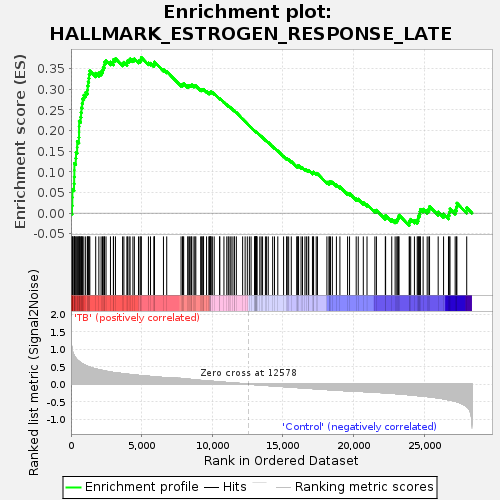 Enrichment plot:
HALLMARK_ESTROGEN_RESPONSE_LATE
Enrichment score (ES)
0.35
0.30
0.25
0.20
0.15
0.10
0.05
0.00
-0.05
'TB' (positively correlated)
Ranked list metric (Signal2Noise)
2.0
1.5
1.0
0.5
0.0
-0.5
-1.0
Zero cross at 12578
'Control' (negatively correlated)
0
5,000
10,000
15,000
20,000
25,000
Rank in Ordered Dataset
Enrichment profile
Hits
Ranking metric scores